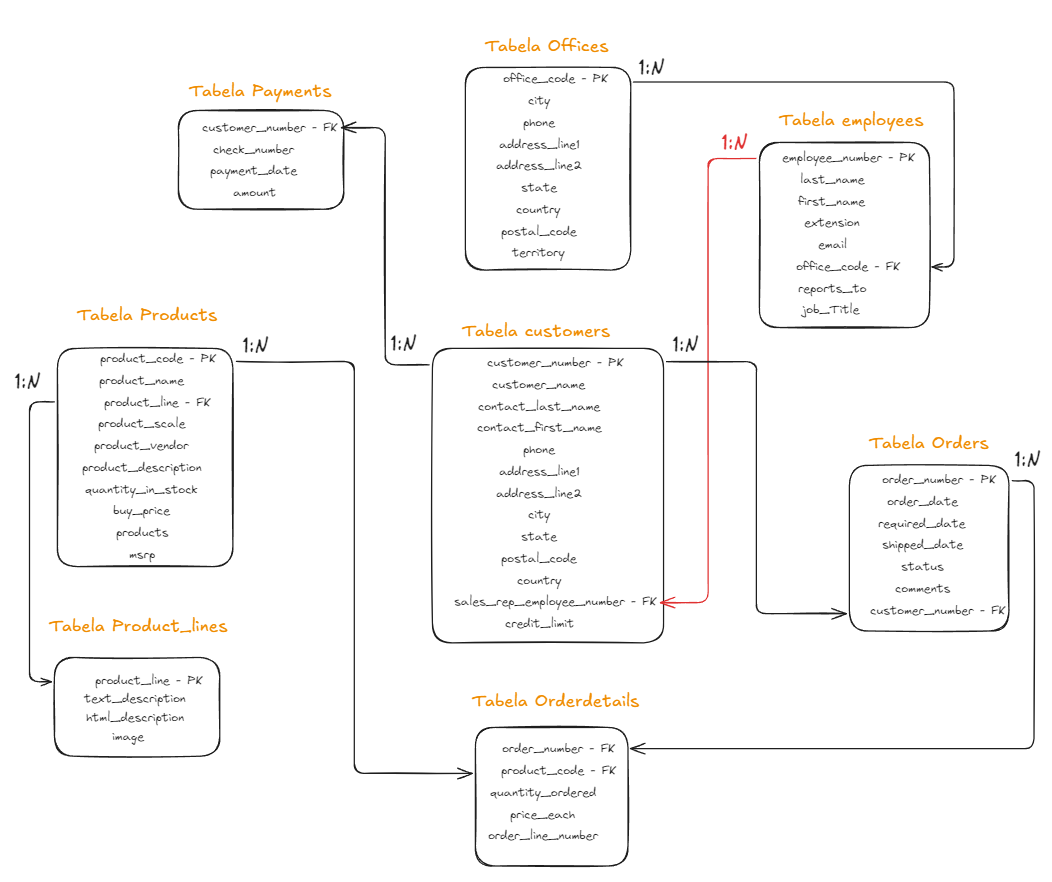 Tabela Offices
office_code - PK
city
phone
address_line1
address_line2
state
country
postal_code
territory
1:N
Tabela Payments
customer_number - FK
check_number
payment_date
amount
Tabela employees
1:N
employee_number - PK
last_name
first_name
extension
email
office_code - FK
reports_to
job_Title
Tabela Products
1:N
1:N
product_code - PK
product_name
product_line - FK
product_scale
product_vendor
product_description
quantity_in_stock
buy_price
products
msrp
Tabela customers
1:N
1:N
customer_number - PK
customer_name
contact_last_name
contact_first_name
phone
address_line1
address_line2
city
state
postal_code
country
sales_rep_employee_number - FK
credit_limit
Tabela Orders
1:N
order_number - PK
order_date
required_date
shipped_date
status
comments
customer_number - FK
Tabela Product_lines
product_line - PK
text_description
html_description
image
Tabela Orderdetails
order_number - FK
product_code - FK
quantity_ordered
price_each
order_line_number